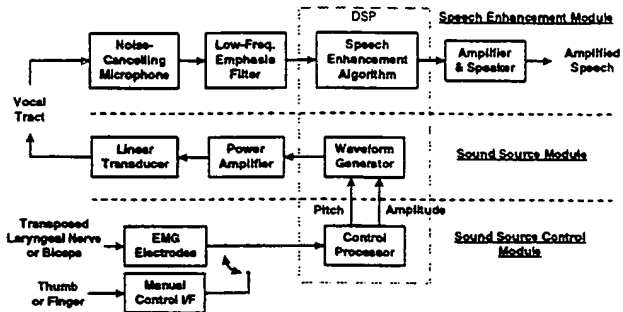 DSP
Speech Enhancement Module
Noise-
Cancelling
Microphone
Low-Freq.
Emphasis
Filter
Speech
Enhancement
Algorithm
Amplifier
& Speaker
Amplified
Speech
Vocal
Tract
Linear
Transducer
Power
Amplifier
Waveform
Generator
Sound Source Module
Pitch
Amplitude
Transposed
Laryngeal Nerve
or Biceps
EMG
Electrodes
Control
Processor
Sound Source Control
Module
Thumb
or Finger
Manual
Control I/F